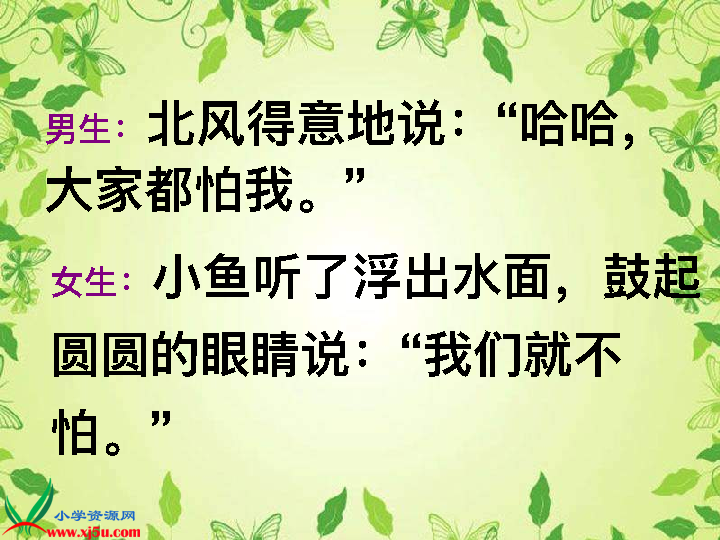 男生：北风得意地说：“哈哈，
大家都怕我。”
女生：小鱼听了浮出水面，鼓起
圆圆的眼睛说：“我们就不
怕。”
小学资源网
www.xj5u.com